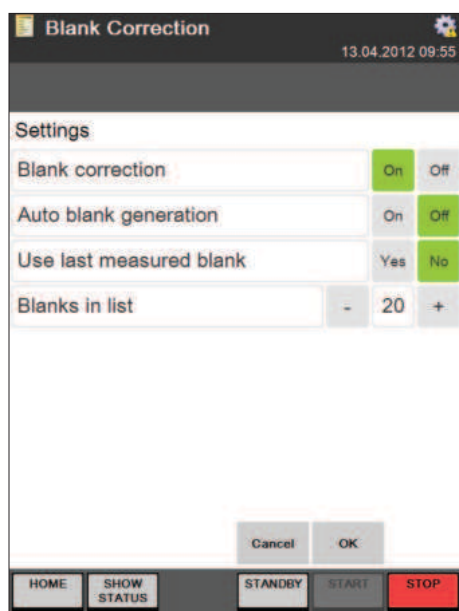 Blank Correction
13.04.2012 09:55
Settings
Blank correction On Off
Auto blank generation On Off
Use last measured blank Yes No
Blanks in list - 20 +
Cancel OK
HOME SHOW STATUS STANDBY START STOP